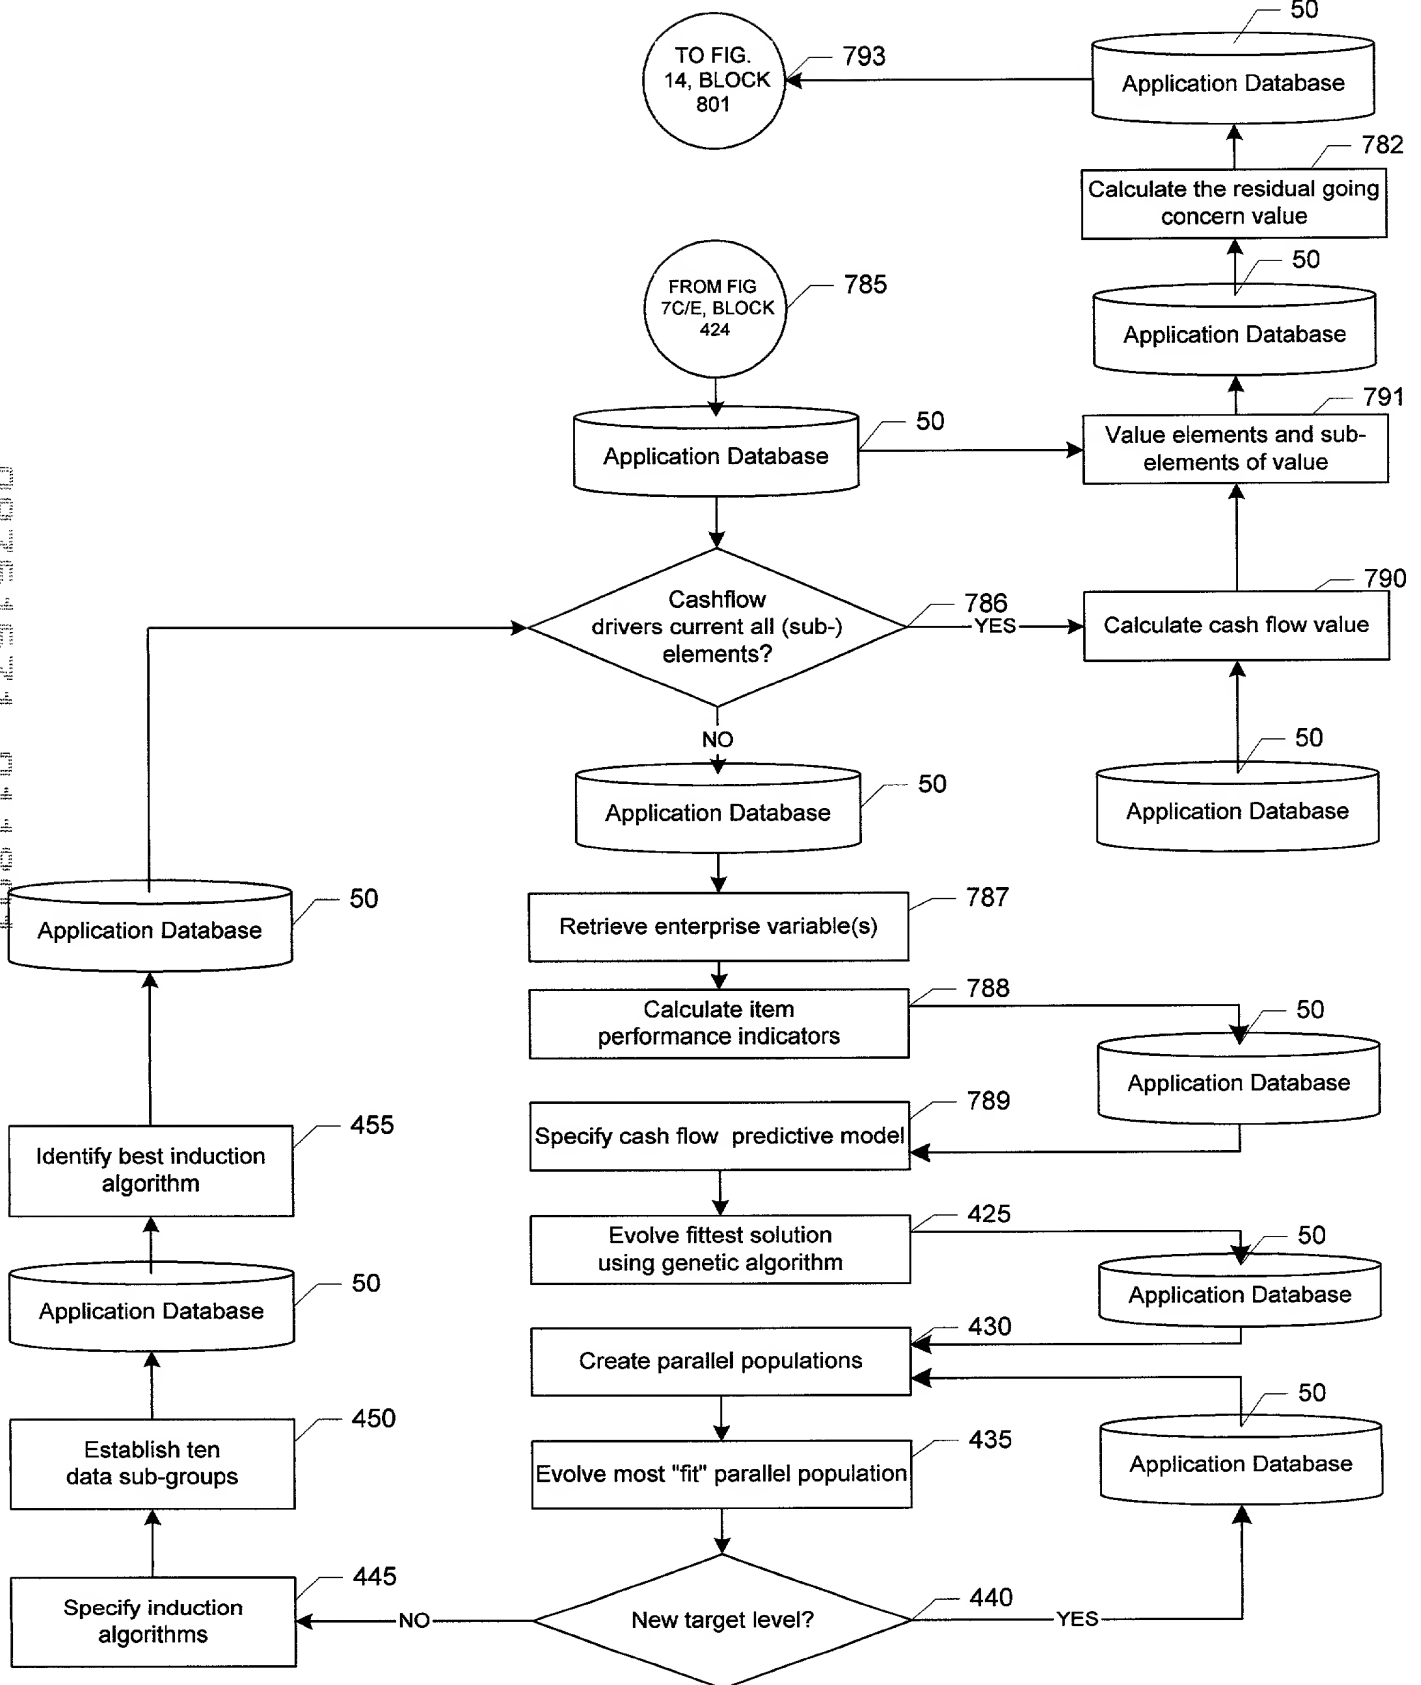 50
TO FIG.
14, BLOCK
801
793
Application Database
782
Calculate the residual going
concern value
50
FROM FIG
7C/E, BLOCK
424
785
Application Database
791
50
Application Database
Value elements and sub-
elements of value
790
Cashflow
drivers current all (sub-)
elements?
786
YES
Calculate cash flow value
NO
50
50
Application Database
Application Database
787
Retrieve enterprise variable(s)
50
Application Database
788
Calculate item
performance indicators
50
Application Database
789
Specify cash flow predictive model
455
Identify best induction
algorithm
425
Evolve fittest solution
using genetic algorithm
50
Application Database
50
Application Database
430
Create parallel populations
50
Application Database
450
Establish ten
data sub-groups
435
Evolve most "fit" parallel population
445
Specify induction
algorithms
NO
New target level?
440
YES